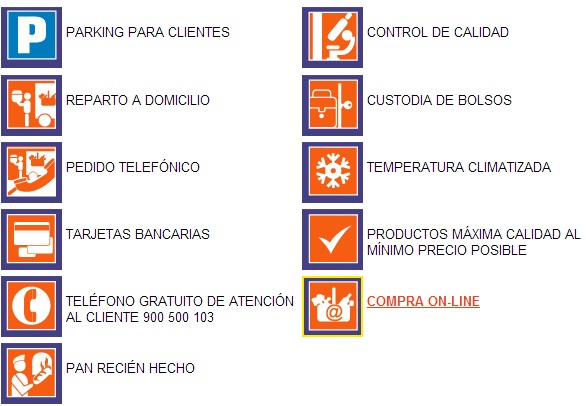 P
PARKING PARA CLIENTES
REPARTO A DOMICILIO
PEDIDO TELEFÓNICO
TARJETAS BANCARIAS
TELÉFONO GRATUITO DE ATENCIÓN
AL CLIENTE 900 500 103
PAN RECIÉN HECHO
CONTROL DE CALIDAD
CUSTODIA DE BOLSOS
TEMPERATURA CLIMATIZADA
PRODUCTOS MÁXIMA CALIDAD AL
MÍNIMO PRECIO POSIBLE
@
COMPRA ON-LINE